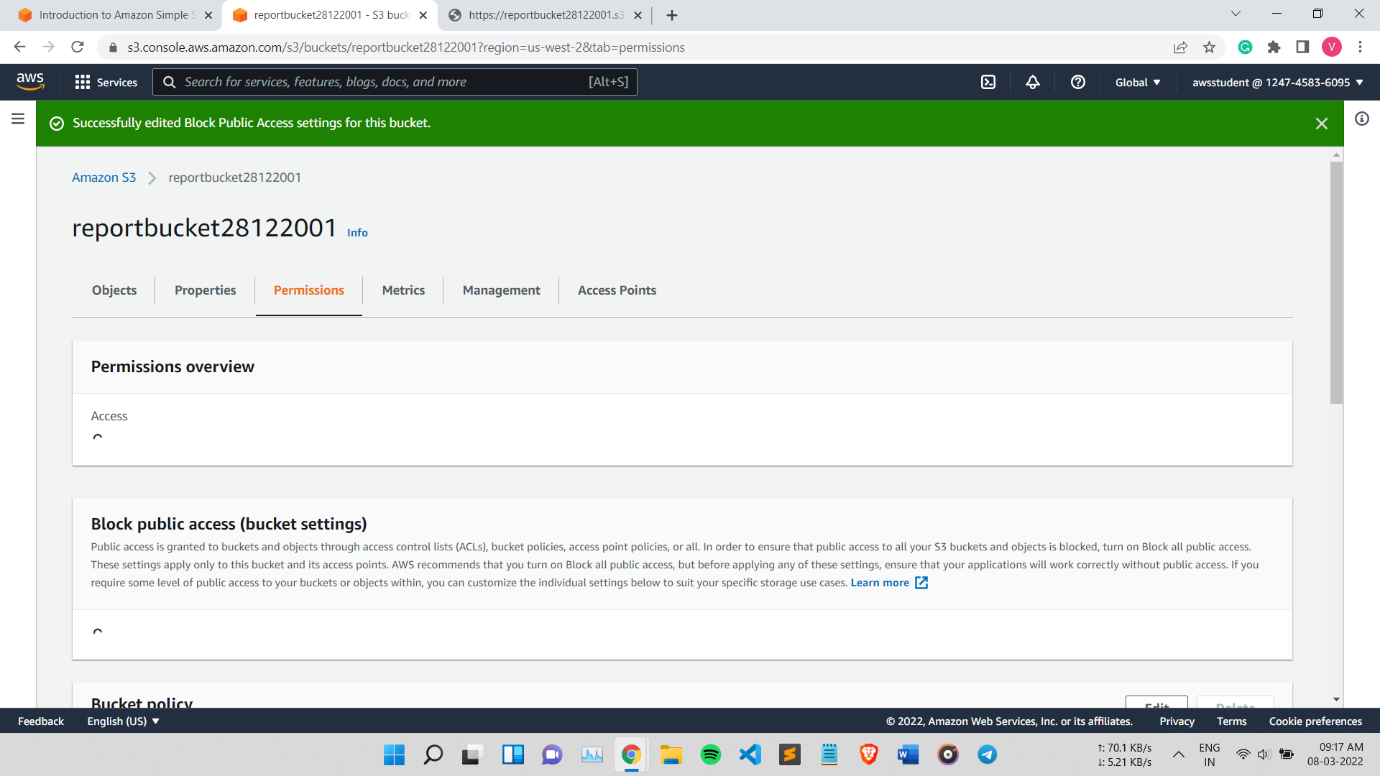 Introduction to Amazon Simple S
reportbucket28122001 - S3 buck
https://reportbucket28122001.s3
s3.console.aws.amazon.com/s3/buckets/reportbucket28122001?region=us-west-2&tab=permissions
V
aws
Services
Search for services, features, blogs, docs, and more
[Alt+S]
Global
awsstudent @ 1247-4583-6095
Successfully edited Block Public Access settings for this bucket.
Amazon S3
reportbucket28122001
reportbucket28122001 Info
Objects
Properties
Permissions
Metrics
Management
Access Points
Permissions overview
Access
Block public access (bucket settings)
Public access is granted to buckets and objects through access control lists (ACLs), bucket policies, access point policies, or all. In order to ensure that public access to all your S3 buckets and objects is blocked, turn on Block all public access.
These settings apply only to this bucket and its access points. AWS recommends that you turn on Block all public access, but before applying any of these settings, ensure that your applications will work correctly without public access. If you
require some level of public access to your buckets or objects within, you can customize the individual settings below to suit your specific storage use cases. Learn more
Bucket policy
Edit
Delete
Feedback
English (US)
© 2022, Amazon Web Services, Inc. or its affiliates.
Privacy
Terms
Cookie preferences
↑: 70.1 KB/s
↓: 5.21 KB/s
ENG
IN
09:17 AM
08-03-2022